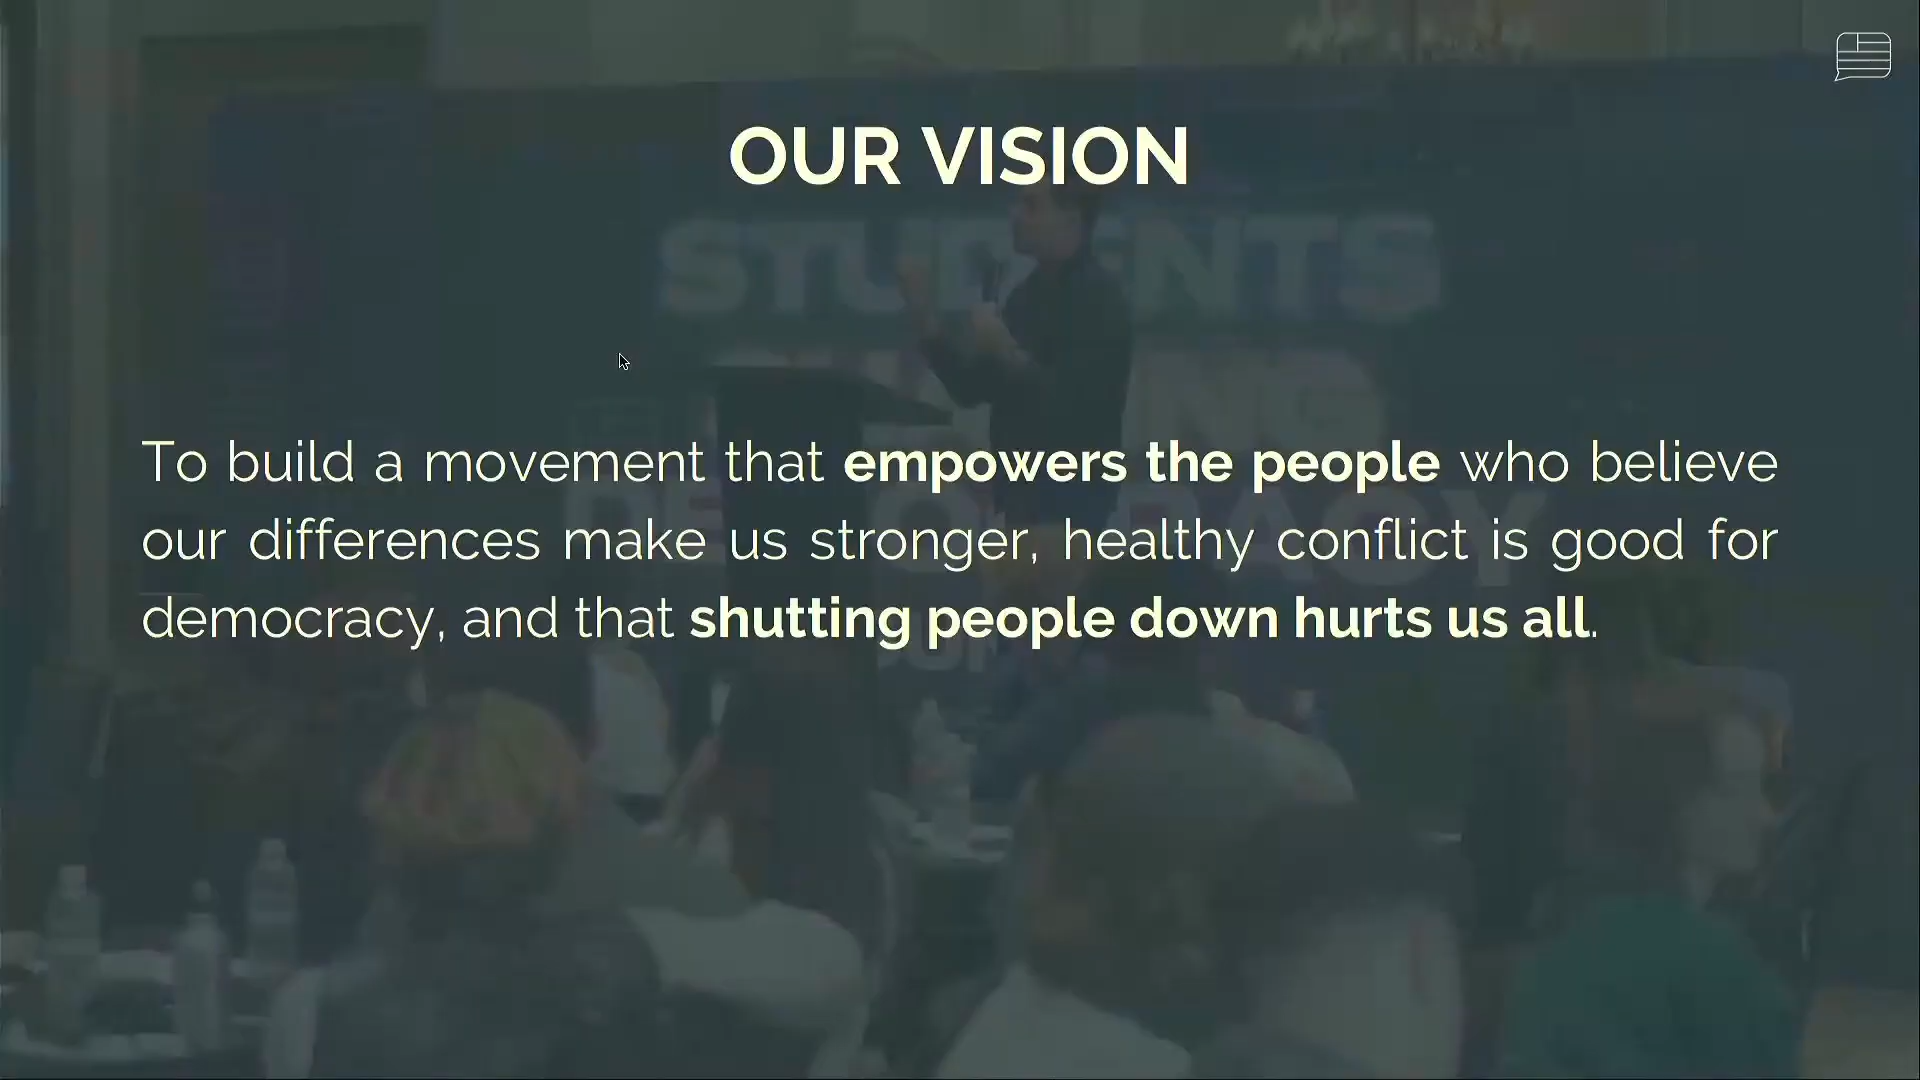 OUR VISION
STUDENTS
To build a movement that empowers the people who believe
our differences make us stronger, healthy conflict is good for
democracy, and that shutting people down hurts us all.